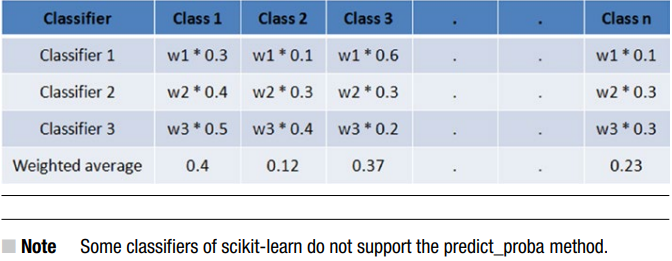 Classifier Class 1 Class 2 Class 3 . . Class n
Classifier 1 w1 * 0.3 w1 * 0.1 w1 * 0.6 . . w1 * 0.1
Classifier 2 w2 * 0.4 w2 * 0.3 w2 * 0.3 . . w2 * 0.3
Classifier 3 w3 * 0.5 w3 * 0.4 w3 * 0.2 . . w3 * 0.3
Weighted average 0.4 0.12 0.37 . . 0.23
Note Some classifiers of scikit-learn do not support the predict_proba method.